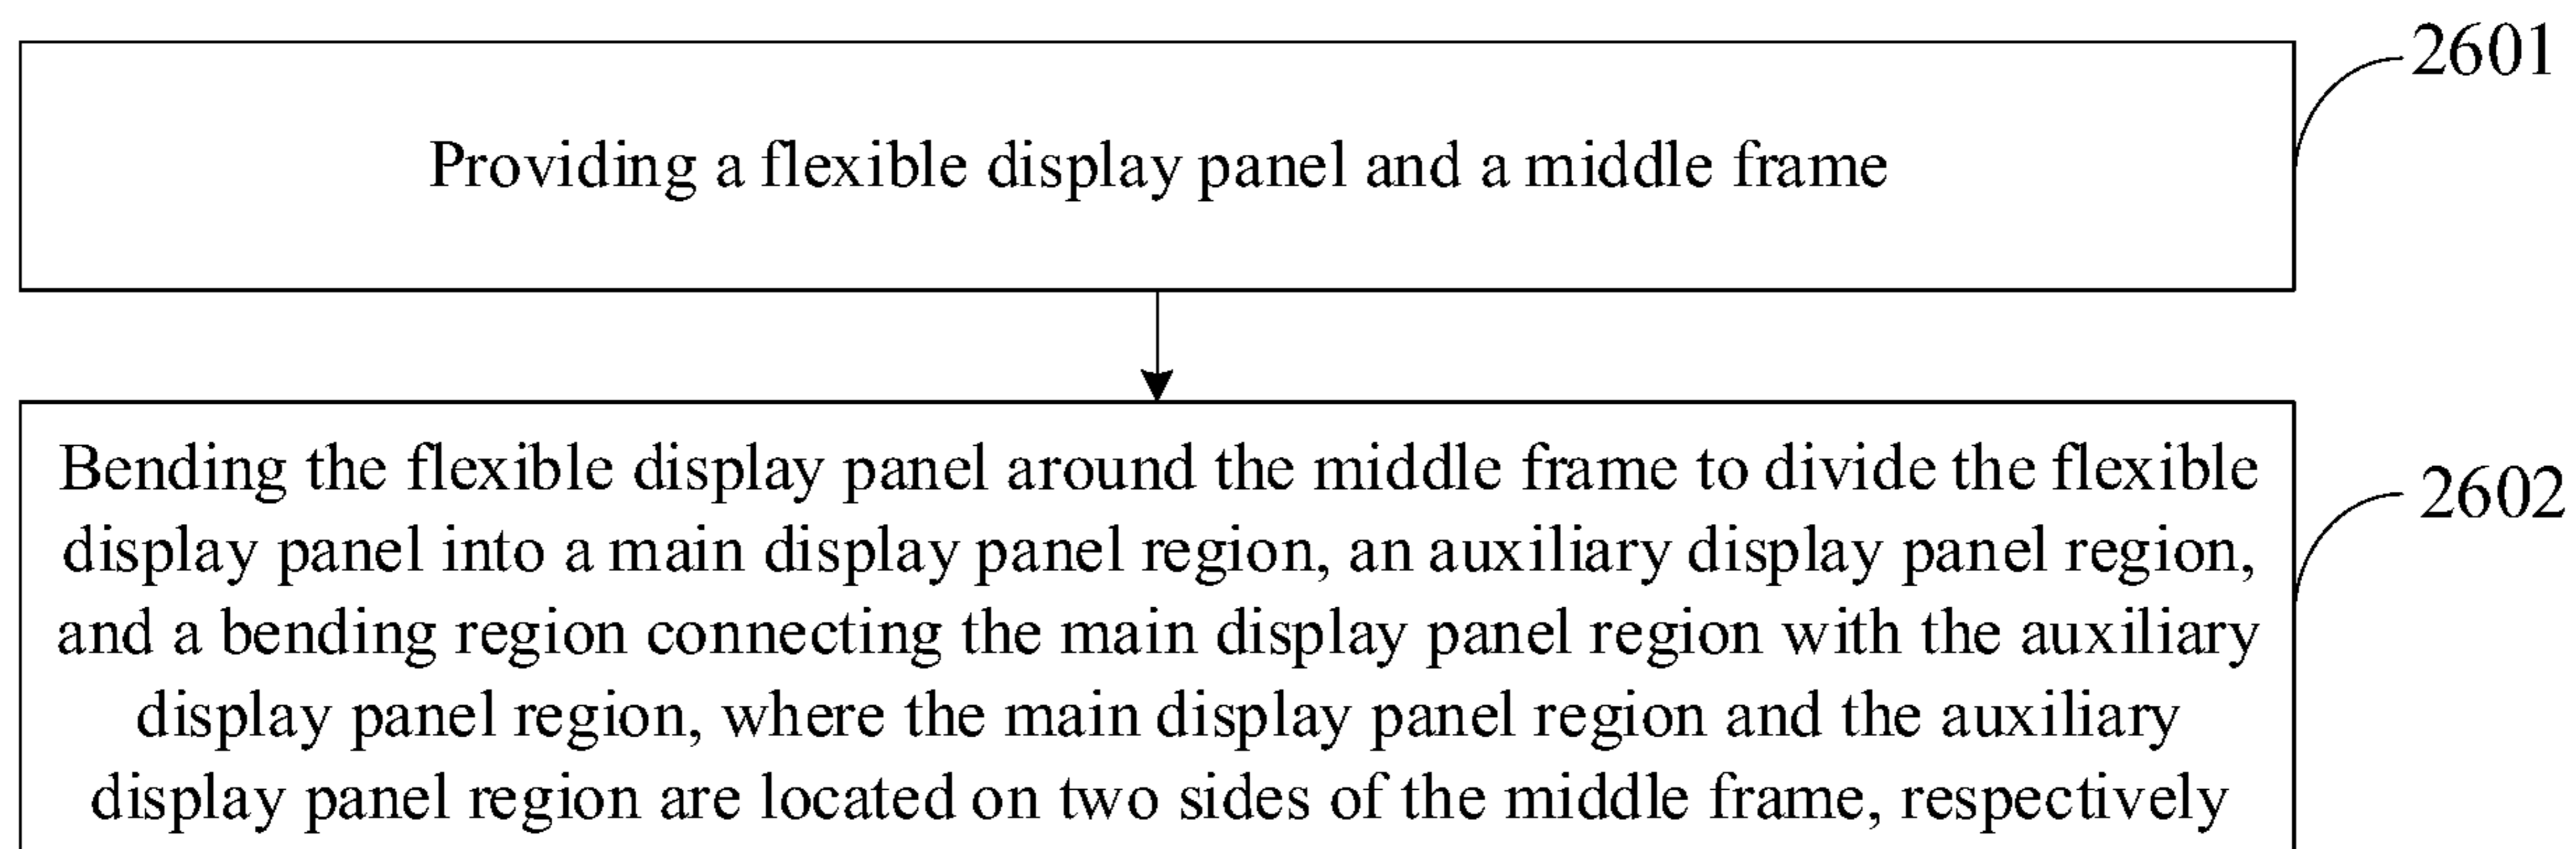 2601
Providing a flexible display panel and a middle frame
Bending the flexible display panel around the middle frame to divide the flexible
2602
display panel into a main display panel region, an auxiliary display panel region,
and a bending region connecting the main display panel region with the auxiliary
display panel region, where the main display panel region and the auxiliary
display panel region are located on two sides of the middle frame, respectively